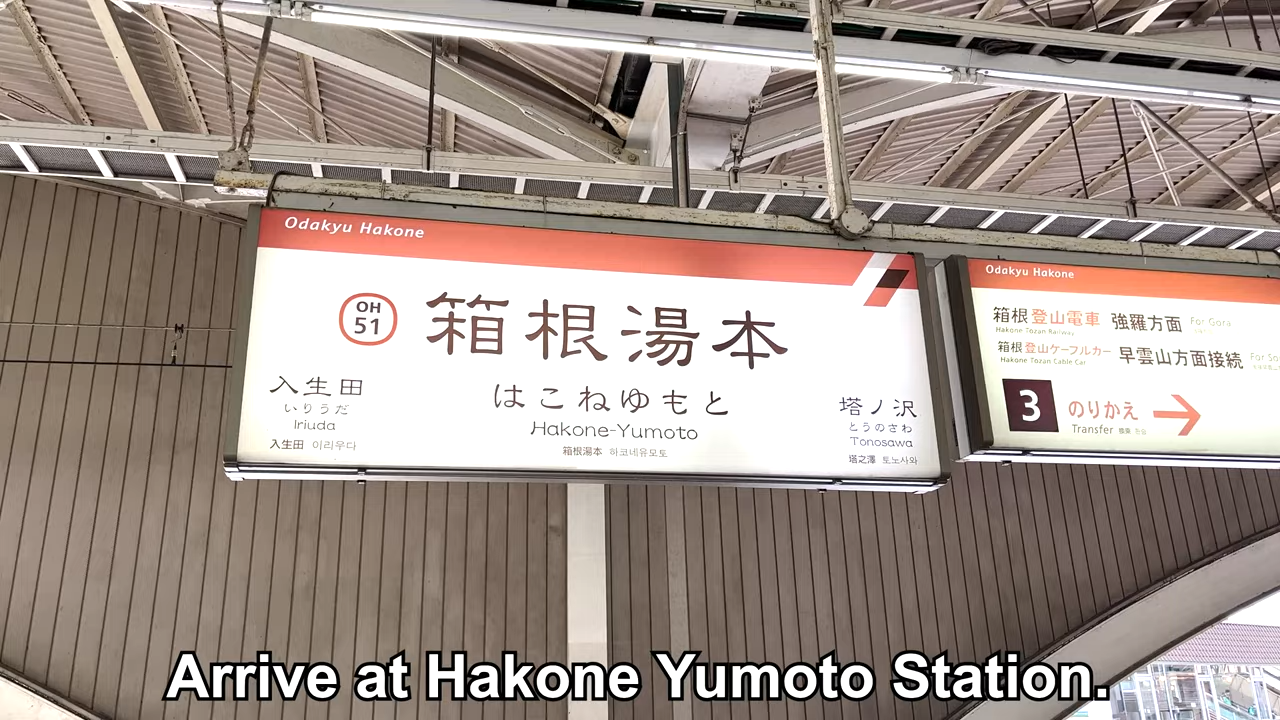 Odakyu Hakone
OH
51
箱根湯本
はこねゆもと
Hakone-Yumoto
箱根湯本 하코네유모토
入生田
いりうだ
Iriuda
入生田 이리우다
塔ノ沢
とうのさわ
Tonosawa
塔之澤 토노사와
Odakyu Hakone
箱根登山電車 強羅方面 For Gora
Hakone Tozan Railway
箱根登山ケーブルカー 早雲山方面接続
Hakone Tozan Cable Car
3
のりかえ
Transfer
Arrive at Hakone Yumoto Station.